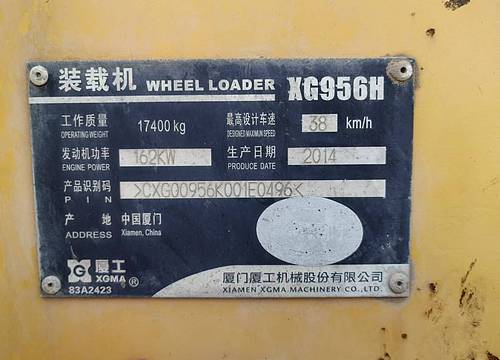 装载机 WHEEL LOADER XG956H
工作质量 17400 kg 最高设计车速 38 km/h
OPERATING WEIGHT DESIGNED MAXIMUM SPEED
发动机功率 162KW 生产日期 2014
ENGINE POWER PRODUCE DATE
产品识别码 >CXG00956K001F0496<
PIN
产地 中国厦门
ADDRESS Xiamen, China
厦工
XGMA ®
83A2423
厦门厦工机械股份有限公司
XIAMEN XGMA MACHINERY CO.,LTD.